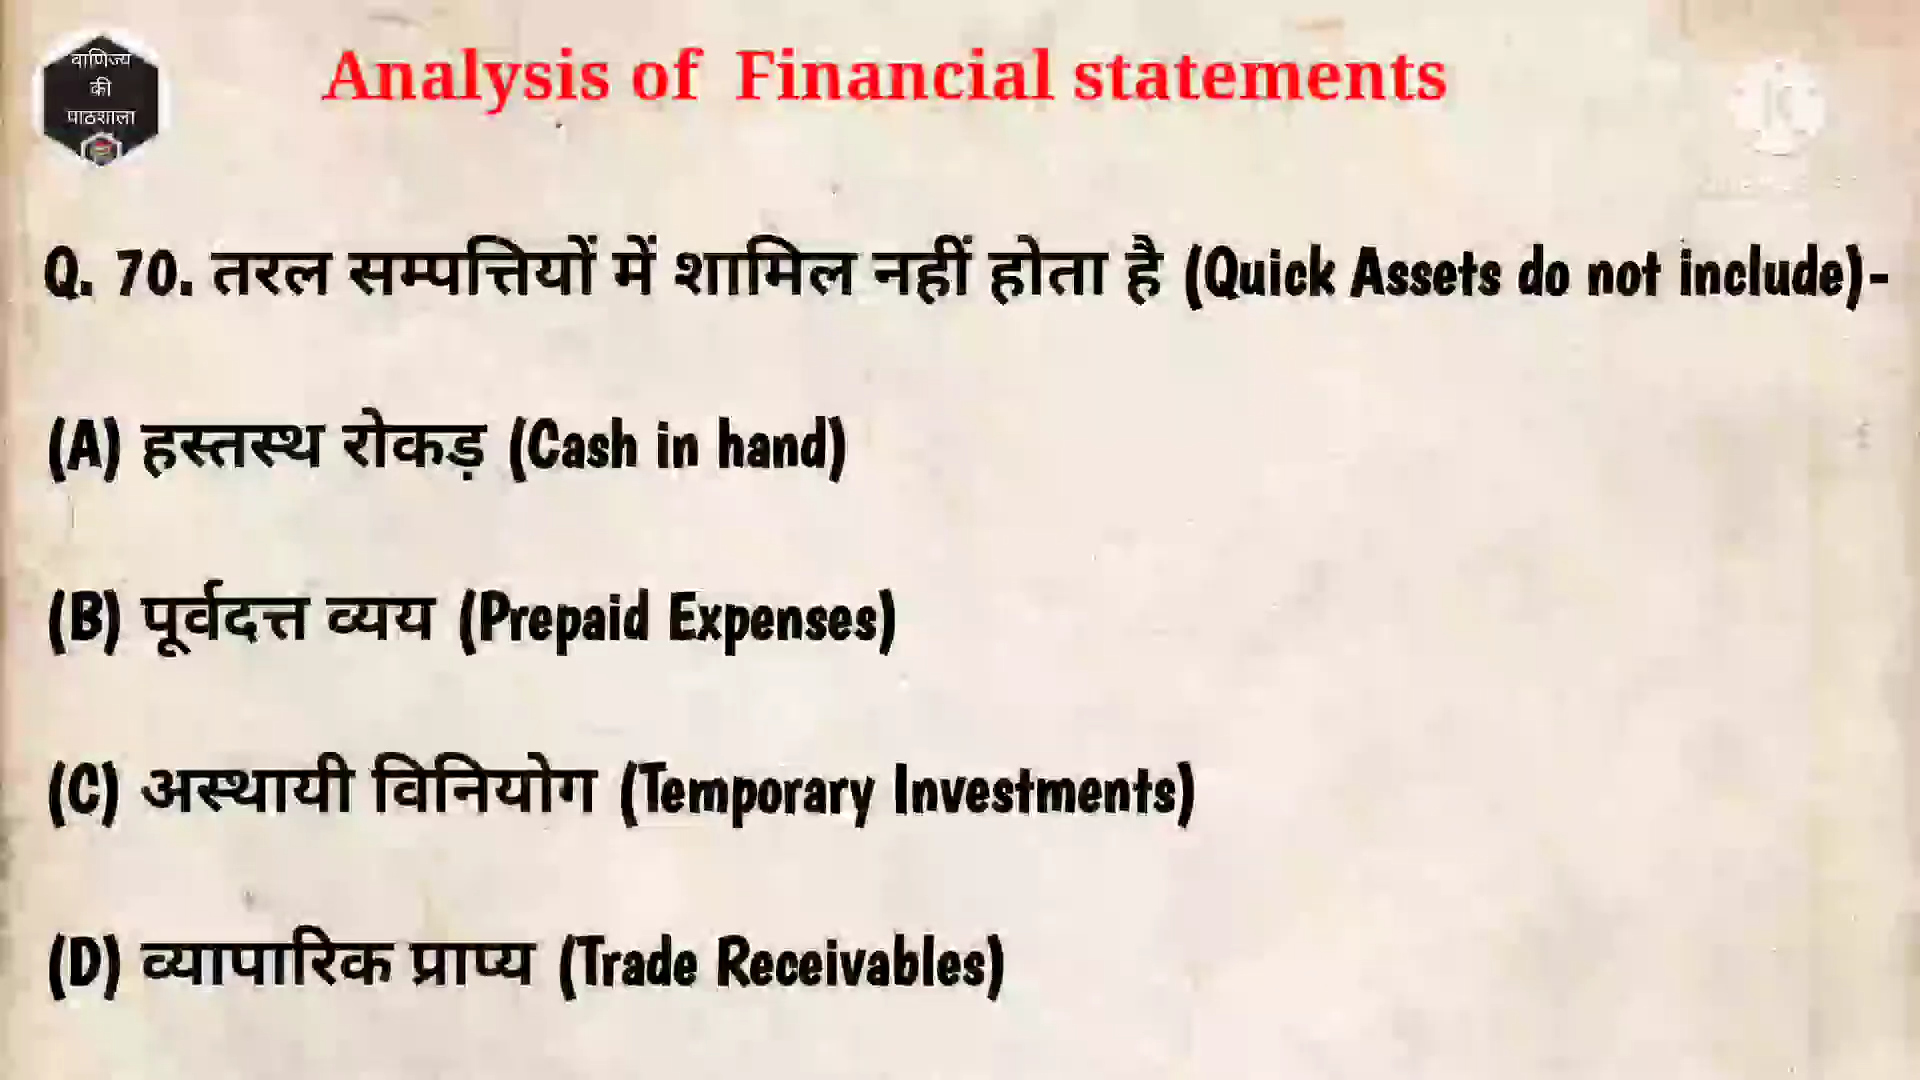 वाणिज्य
की
पाठशाला
Analysis of Financial statements
Q. 70. तरल सम्पत्तियों में शामिल नहीं होता है (Quick Assets do not include)-
(A) हस्तस्थ रोकड़ (Cash in hand)
(B) पूर्वदत्त व्यय (Prepaid Expenses)
(C) अस्थायी विनियोग (Temporary Investments)
(D) व्यापारिक प्राप्य (Trade Receivables)